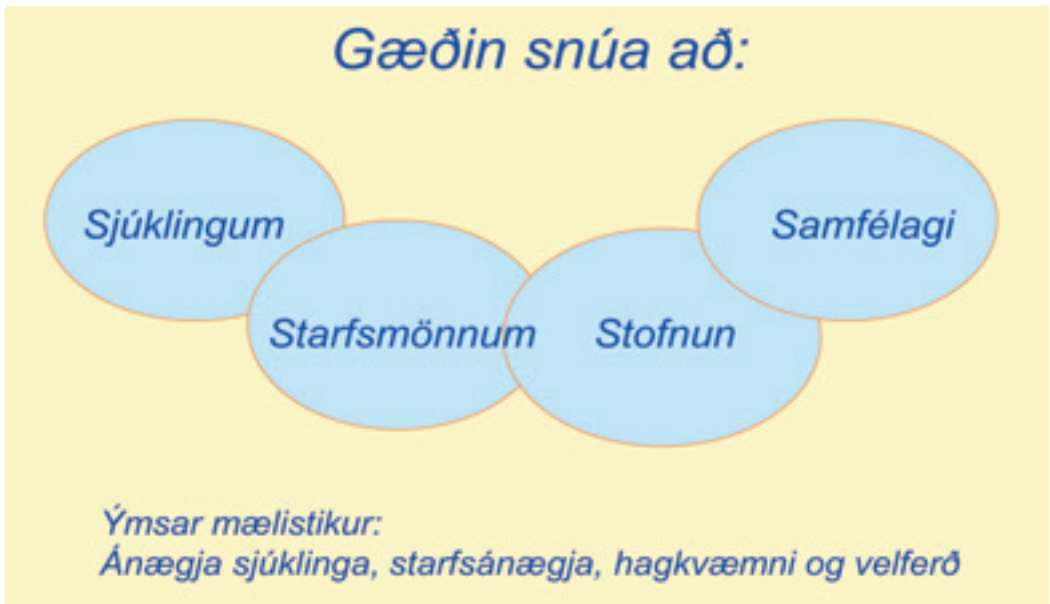 Gæðin snúa að:
Sjúklingum
Samfélagi
Starfsmönnum
Stofnun
Ýmsar mælistikur:
Ánægja sjúklinga, starfsánægja, hagkvæmni og velferð